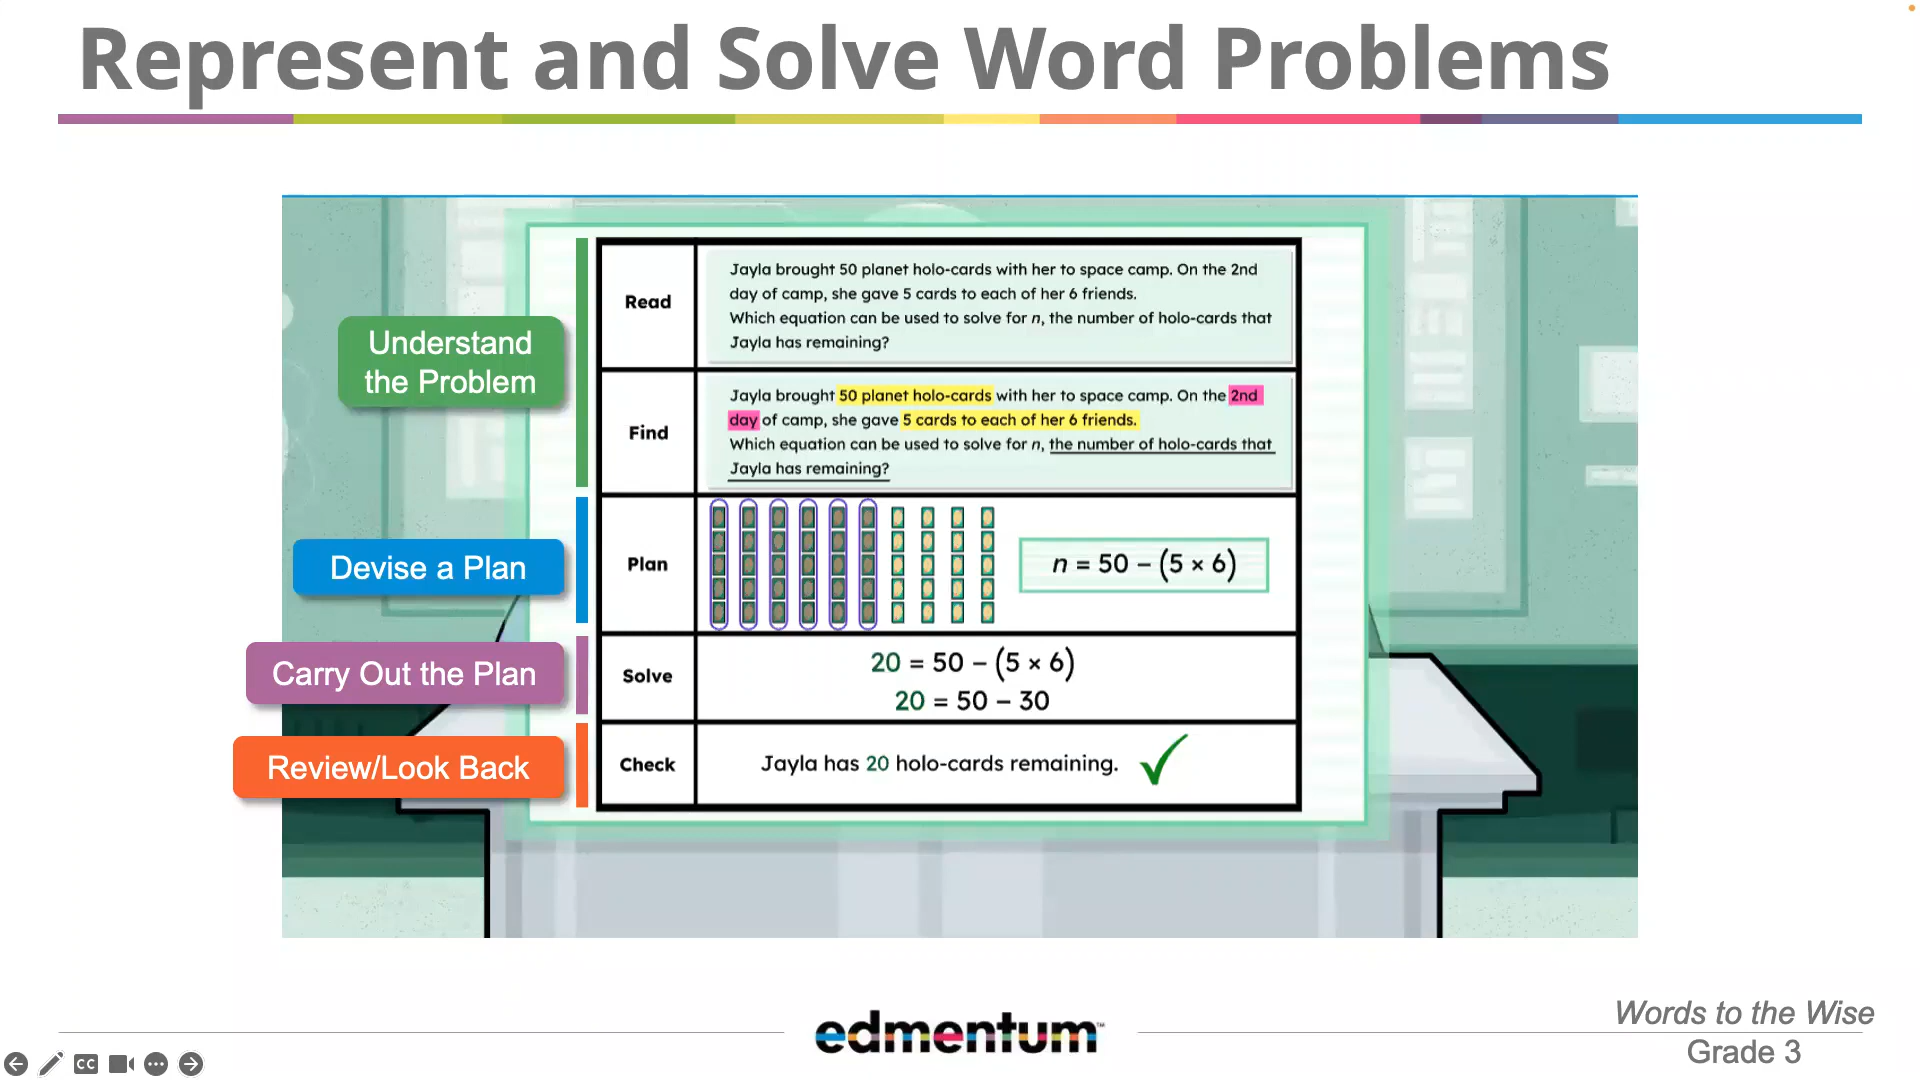 Represent and Solve Word Problems
Understand
the Problem
Read
Jayla brought 50 planet holo-cards with her to space camp. On the 2nd
day of camp, she gave 5 cards to each of her 6 friends.
Which equation can be used to solve for n, the number of holo-cards that
Jayla has remaining?
Find
Jayla brought 50 planet holo-cards with her to space camp. On the 2nd
day of camp, she gave 5 cards to each of her 6 friends.
Which equation can be used to solve for n, the number of holo-cards that
Jayla has remaining?
Devise a Plan
Plan
n = 50 − (5 × 6)
Carry Out the Plan
Solve
20 = 50 − (5 × 6)
20 = 50 − 30
Review/Look Back
Check
Jayla has 20 holo-cards remaining.
edmentum™
Words to the Wise
Grade 3
CC